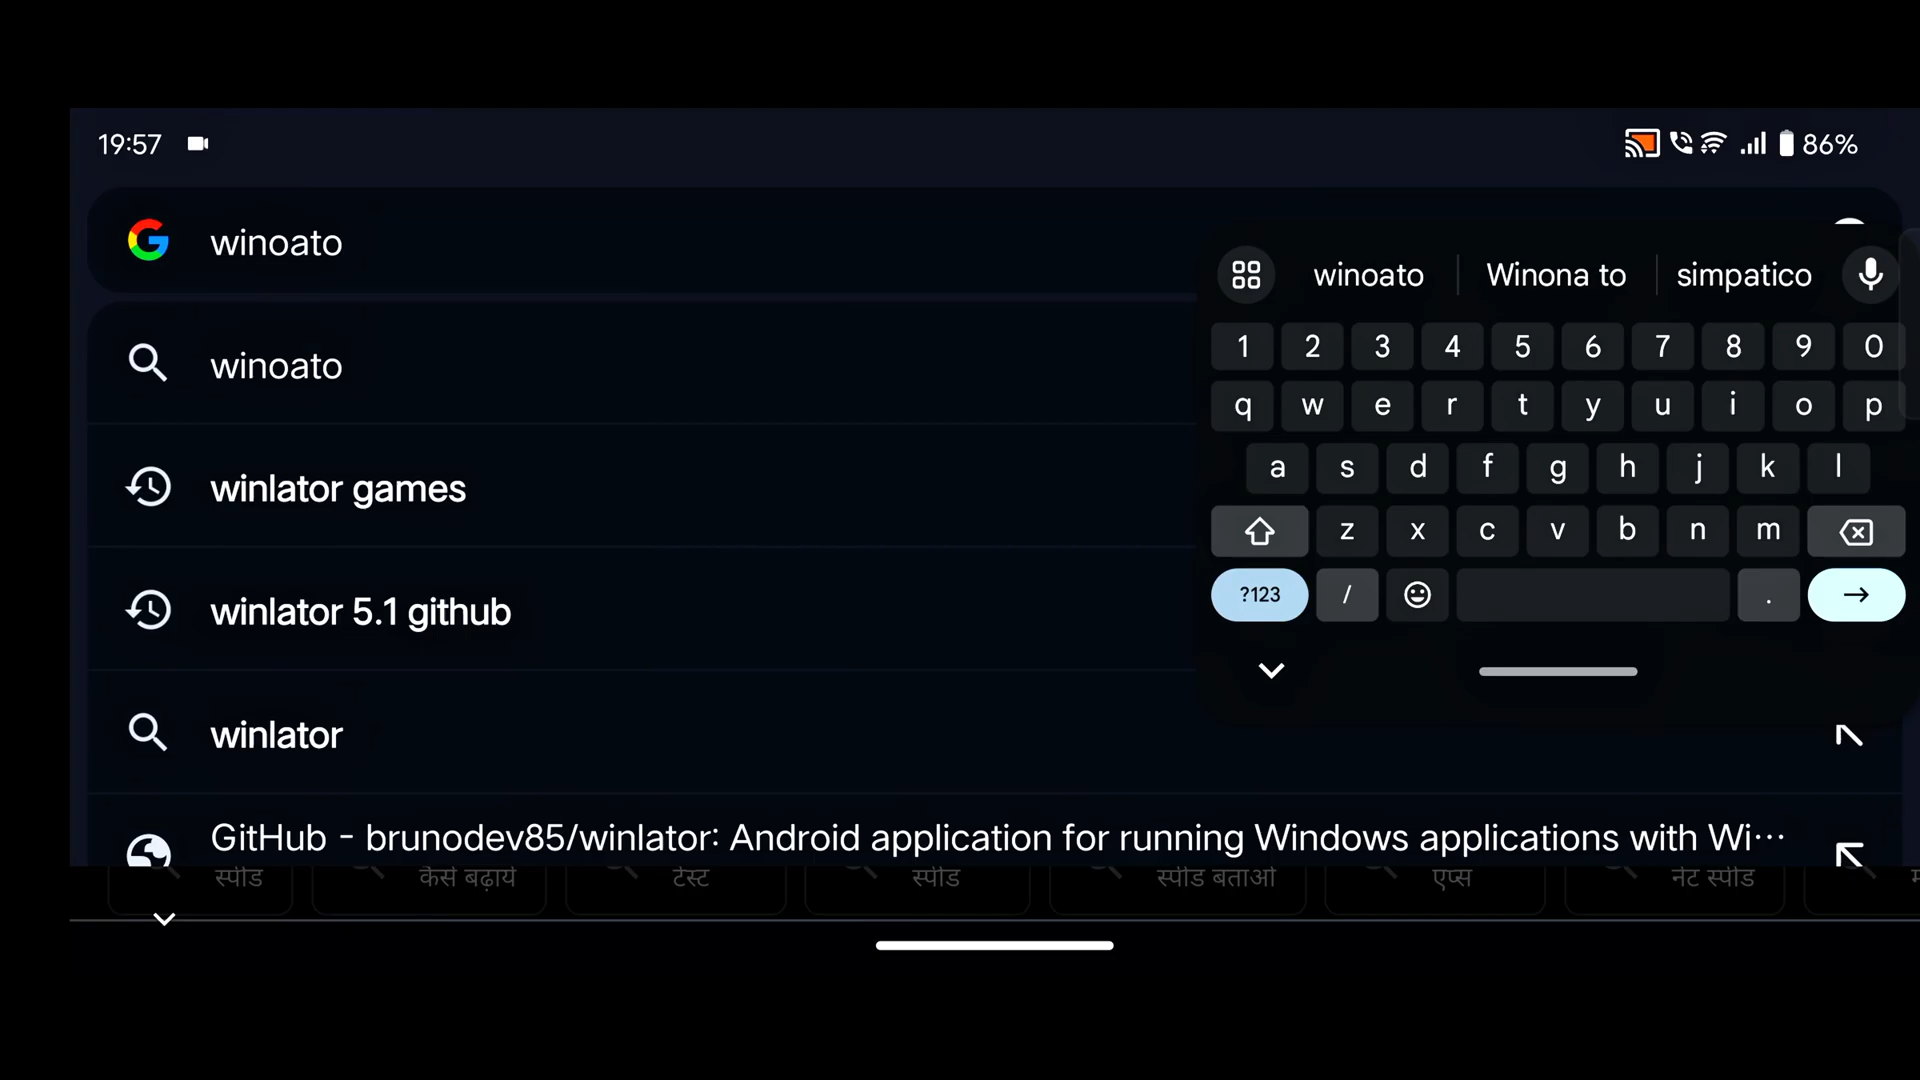 19:57
86%
winoato
winoato
winlator games
winlator 5.1 github
winlator
GitHub - brunodev85/winlator: Android application for running Windows applications with Wi...
winoato Winona to simpatico
1 2 3 4 5 6 7 8 9 0
q w e r t y u i o p
a s d f g h j k l
z x c v b n m
?123 / .
स्पीड कैसे बढ़ाये टेस्ट स्पीड स्पीड बताओ एप्स नेट स्पीड